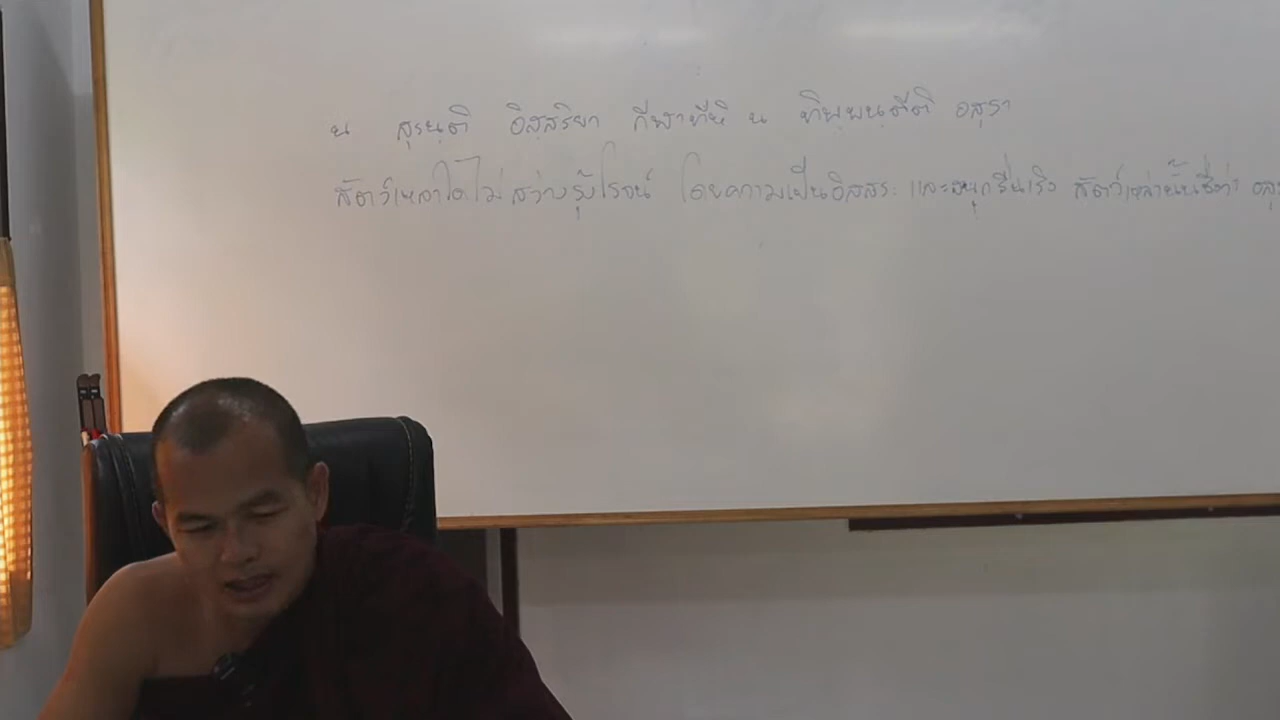 น สุรนฺติ อิสฺสริยา กีฬาทีหิ น ทิพฺพนฺตีติ อสุรา
สัตว์เหล่าใดไม่สว่างรุ่งโรจน์ โดยความเป็นอิสสระ และสนุกรื่นเริง สัตว์เหล่านั้นชื่อว่า อสุ